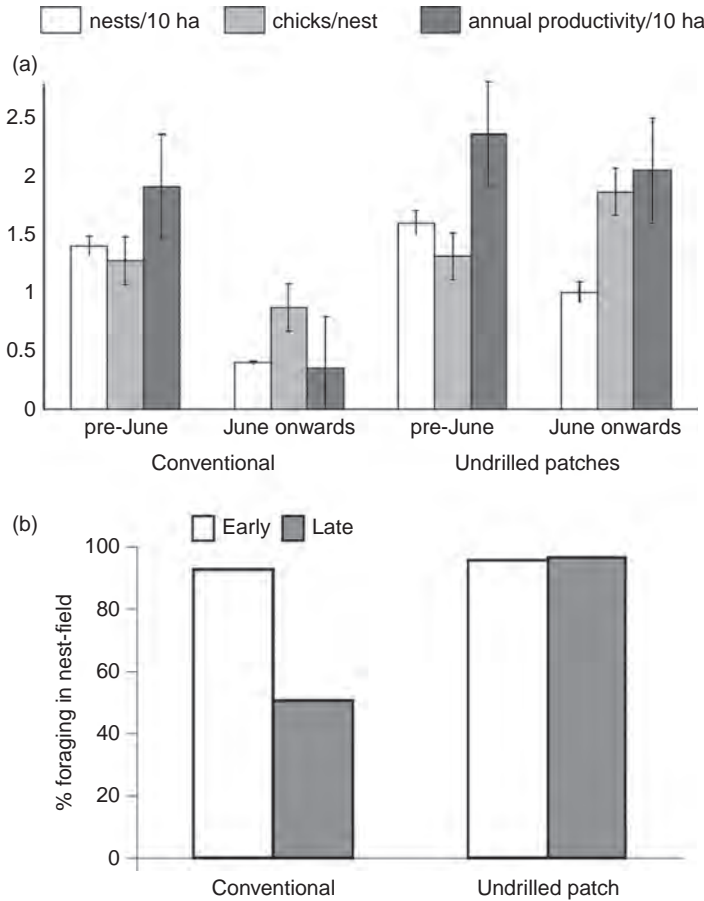 nests/10 ha chicks/nest annual productivity/10 ha
(a)
2.5
2
1.5
1
0.5
0
pre-June June onwards pre-June June onwards
Conventional Undrilled patches
(b)
Early Late
% foraging in nest-field
100
80
60
40
20
0
Conventional Undrilled patch